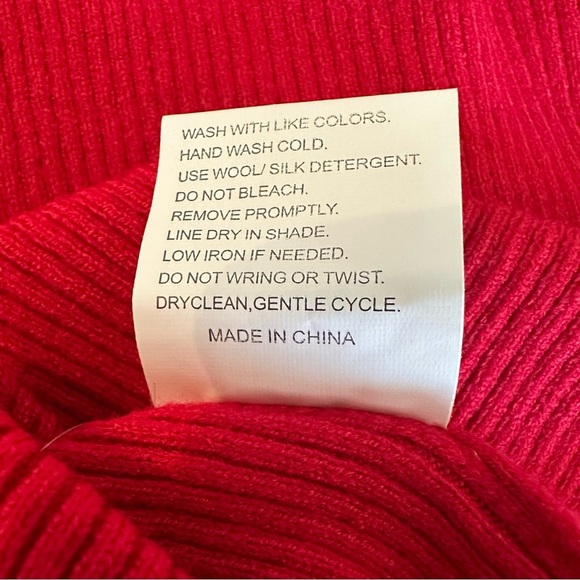 WASH WITH LIKE COLORS.
HAND WASH COLD.
USE WOOL/ SILK DETERGENT.
DO NOT BLEACH.
REMOVE PROMPTLY.
LINE DRY IN SHADE.
LOW IRON IF NEEDED.
DO NOT WRING OR TWIST.
DRYCLEAN,GENTLE CYCLE.
MADE IN CHINA